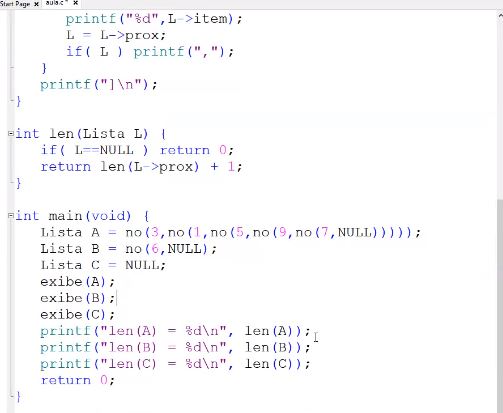 Start Page × aula.c* ×
printf("%d",L->item);
L = L->prox;
if( L ) printf(",");
}
printf("]\n");
}
int len(Lista L) {
if( L==NULL ) return 0;
return len(L->prox) + 1;
}
int main(void) {
Lista A = no(3,no(1,no(5,no(9,no(7,NULL)))));
Lista B = no(6,NULL);
Lista C = NULL;
exibe(A);
exibe(B);
exibe(C);
printf("len(A) = %d\n", len(A));
printf("len(B) = %d\n", len(B));
printf("len(C) = %d\n", len(C));
return 0;
}